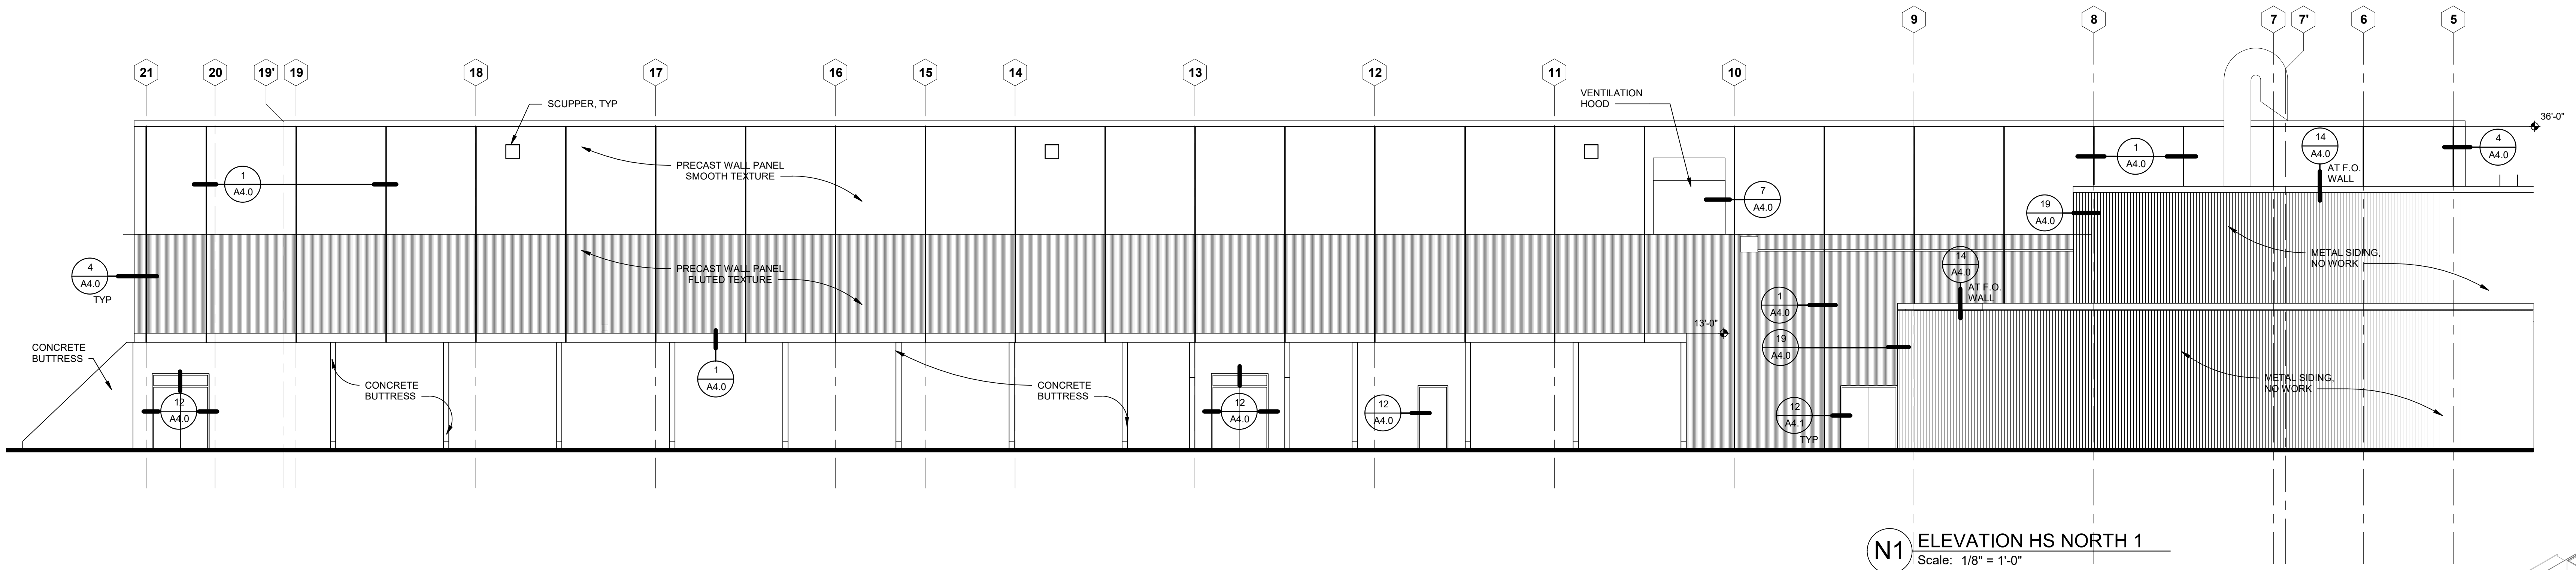 9
8
7
7'
6
5
21
20
19'
19
18
17
16
15
14
13
12
11
10
SCUPPER, TYP
VENTILATION
HOOD
36'-0"
14
A4.0
AT F.O.
WALL
1
A4.0
4
A4.0
PRECAST WALL PANEL
SMOOTH TEXTURE
1
A4.0
7
A4.0
19
A4.0
METAL SIDING,
NO WORK
4
A4.0
TYP
PRECAST WALL PANEL
FLUTED TEXTURE
14
A4.0
AT F.O.
WALL
1
A4.0
13'-0"
19
A4.0
CONCRETE
BUTTRESS
CONCRETE
BUTTRESS
1
A4.0
CONCRETE
BUTTRESS
METAL SIDING,
NO WORK
12
A4.0
12
A4.0
12
A4.0
12
A4.1
TYP
N1
ELEVATION HS NORTH 1
Scale: 1/8" = 1'-0"